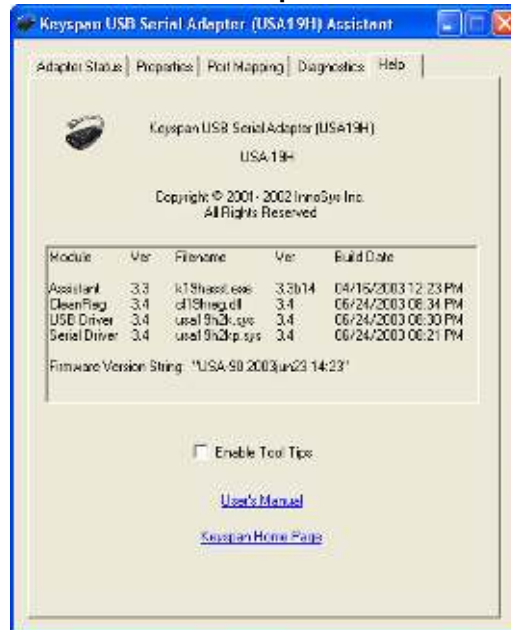 Keyspan USB Serial Adapter (USA19H) Assistant
Adapter Status Properties Port Mapping Diagnostics Help
Keyspan USB Serial Adapter (USA19H)
USA-19H
Copyright © 2001-2002 InnoSys Inc.
All Rights Reserved
Module Ver Filename Ver Build Date
Assistant 3.3 k19hasst.exe 3.3b14 04/16/2003 12:23 PM
CleanReg 3.4 cl19hreg.dll 3.4 06/24/2003 08:34 PM
USB Driver 3.4 usa19h2k.sys 3.4 06/24/2003 08:30 PM
Serial Driver 3.4 usa19h2kp.sys 3.4 06/24/2003 08:21 PM
Firmware Version String: "USA-90 2003jun23 14:23"
Enable Tool Tips
User's Manual
Keyspan Home Page